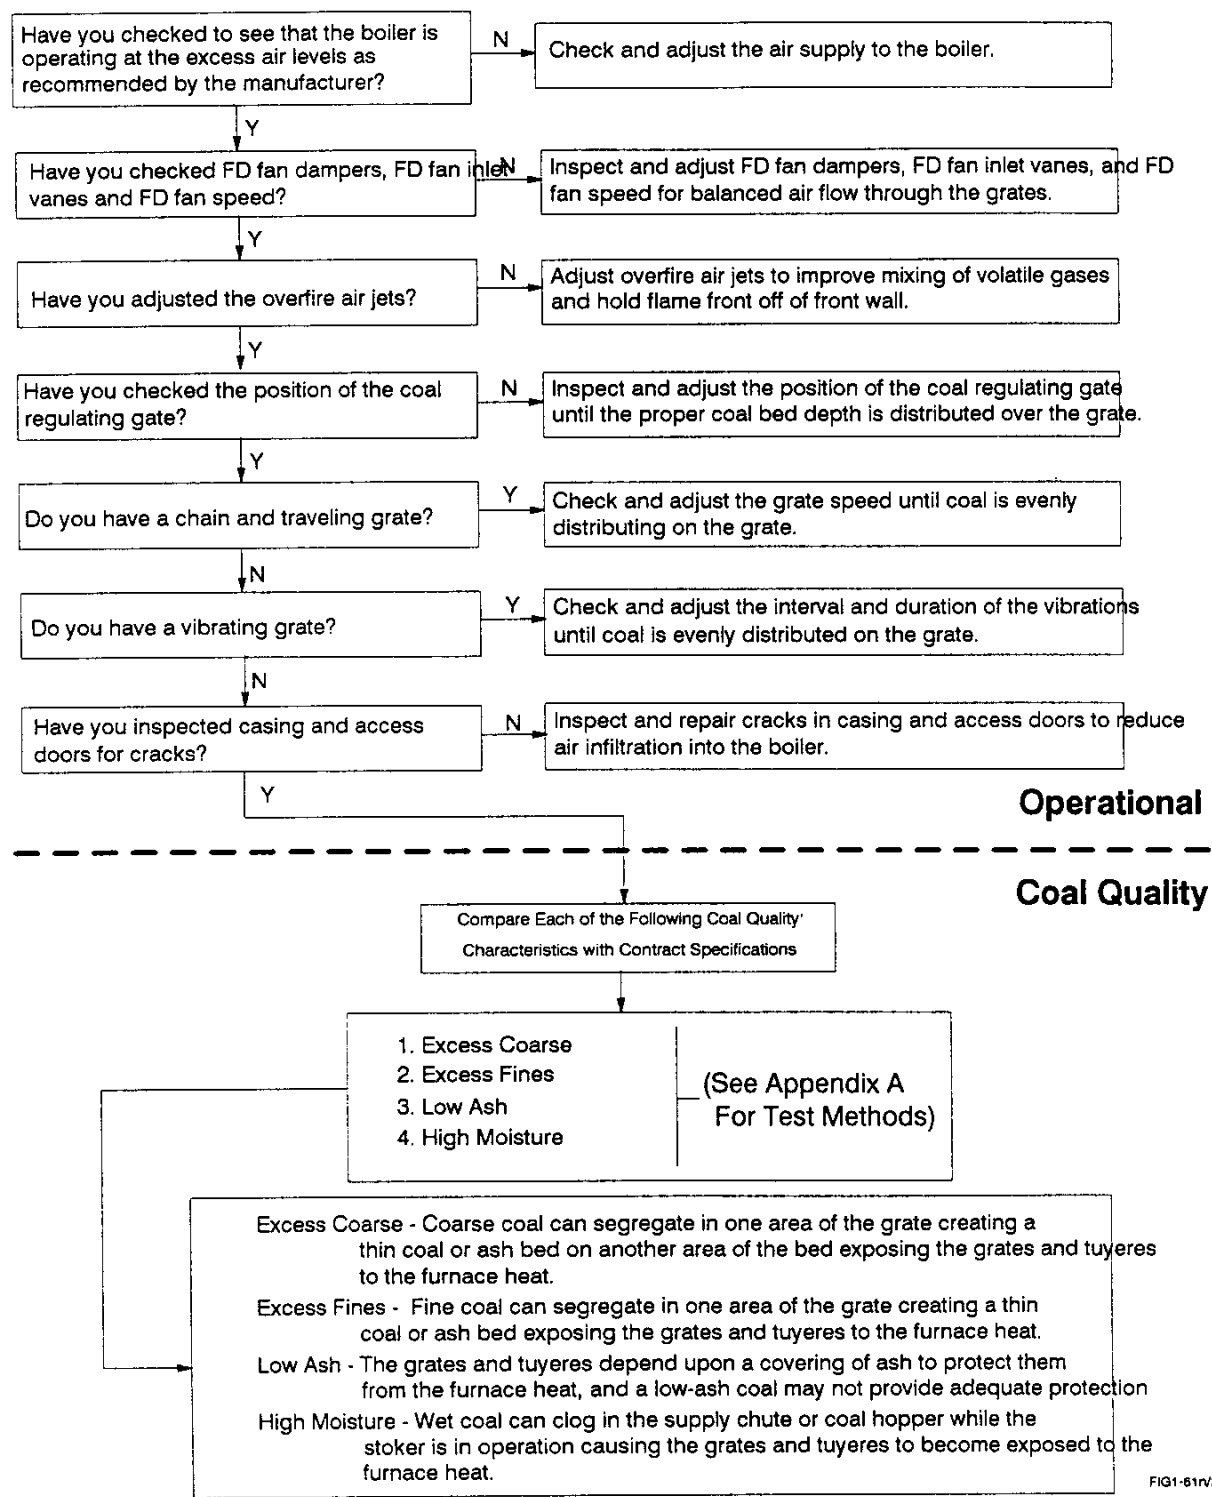 Have you checked to see that the boiler is
operating at the excess air levels as
recommended by the manufacturer?
N
Check and adjust the air supply to the boiler.
Y
Have you checked FD fan dampers, FD fan inlet
vanes and FD fan speed?
N
Inspect and adjust FD fan dampers, FD fan inlet vanes, and FD
fan speed for balanced air flow through the grates.
Y
Have you adjusted the overfire air jets?
N
Adjust overfire air jets to improve mixing of volatile gases
and hold flame front off of front wall.
Y
Have you checked the position of the coal
regulating gate?
N
Inspect and adjust the position of the coal regulating gate
until the proper coal bed depth is distributed over the grate.
Y
Do you have a chain and traveling grate?
Y
Check and adjust the grate speed until coal is evenly
distributing on the grate.
N
Do you have a vibrating grate?
Y
Check and adjust the interval and duration of the vibrations
until coal is evenly distributed on the grate.
N
Have you inspected casing and access
doors for cracks?
N
Inspect and repair cracks in casing and access doors to reduce
air infiltration into the boiler.
Y
Operational
Coal Quality
Compare Each of the Following Coal Quality
Characteristics with Contract Specifications
1. Excess Coarse
2. Excess Fines
3. Low Ash
4. High Moisture
(See Appendix A
For Test Methods)
Excess Coarse - Coarse coal can segregate in one area of the grate creating a
thin coal or ash bed on another area of the bed exposing the grates and tuyeres
to the furnace heat.
Excess Fines - Fine coal can segregate in one area of the grate creating a thin
coal or ash bed exposing the grates and tuyeres to the furnace heat.
Low Ash - The grates and tuyeres depend upon a covering of ash to protect them
from the furnace heat, and a low-ash coal may not provide adequate protection
High Moisture - Wet coal can clog in the supply chute or coal hopper while the
stoker is in operation causing the grates and tuyeres to become exposed to the
furnace heat.